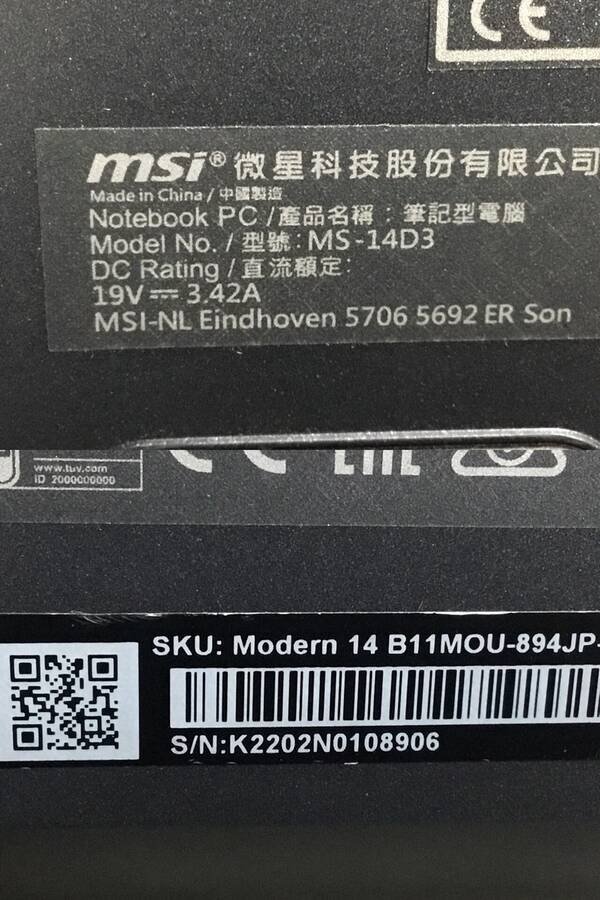 CE
msi® 微星科技股份有限公司
Made in China / 中國製造
Notebook PC /產品名稱：筆記型電腦
Model No. / 型號: MS-14D3
DC Rating / 直流額定:
19V⎓ 3.42A
MSI-NL Eindhoven 5706 5692 ER Son
www.tuv.com
ID 2000000000
SKU: Modern 14 B11MOU-894JP-
S/N:K2202N0108906